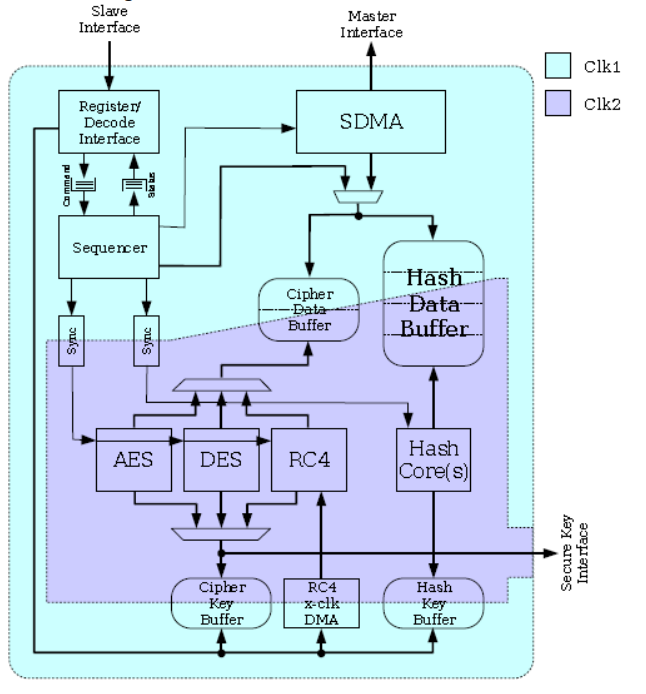 Slave
Interface
Master
Interface
Clk1
Clk2
Register/
Decode
Interface
SDMA
Command
Status
Sequencer
Cipher
Data
Buffer
Hash
Data
Buffer
Sync
Sync
AES
DES
RC4
Hash
Core(s)
Secure Key
Interface
Cipher
Key
Buffer
RC4
x-clk
DMA
Hash
Key
Buffer